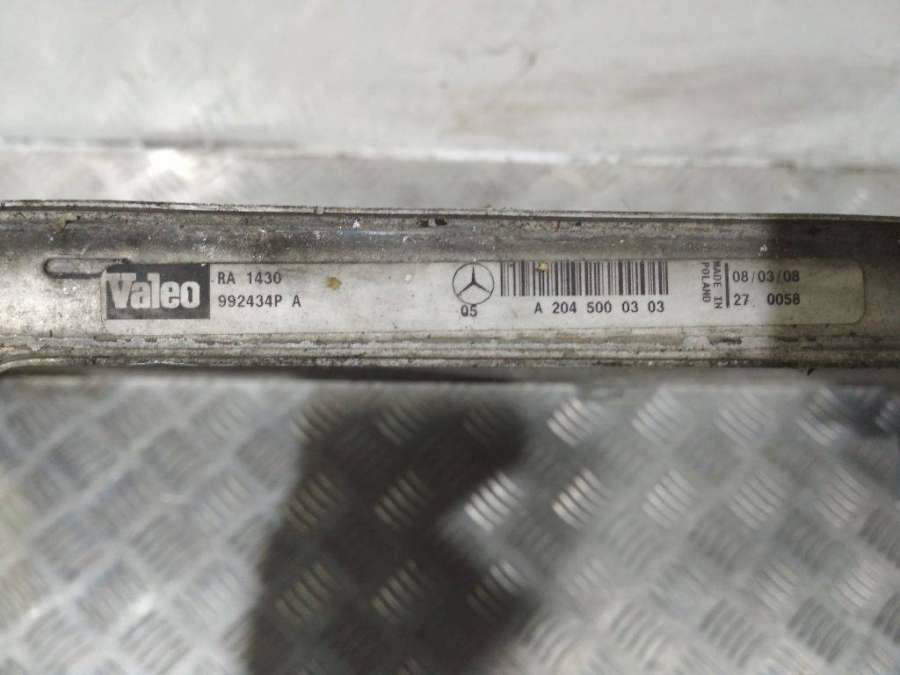 Valeo
RA 1430
992434P A
Q5
A 204 500 03 03
MADE IN
POLAND
08/03/08
27 0058